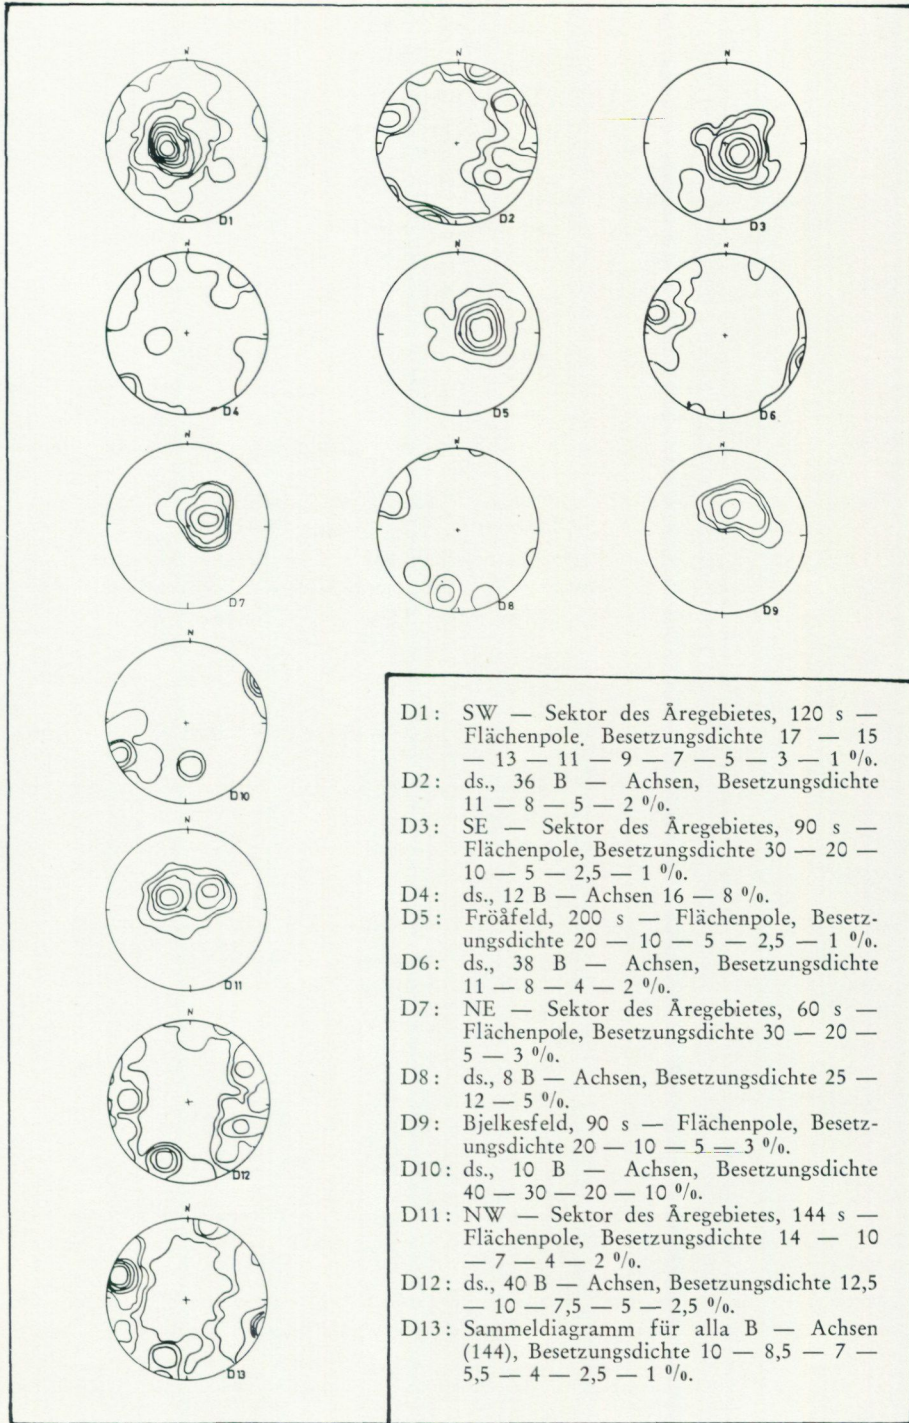 N
N
N
D1
D2
D3
N
N
N
D4
D5
D6
N
N
N
D7
D8
D9
N
D10
N
D11
N
D12
N
D13
D1: SW — Sektor des Åregebietes, 120 s —
Flächenpole. Besetzungsdichte 17 — 15
— 13 — 11 — 9 — 7 — 5 — 3 — 1 %.
D2: ds., 36 B — Achsen, Besetzungsdichte
11 — 8 — 5 — 2 %.
D3: SE — Sektor des Åregebietes, 90 s —
Flächenpole, Besetzungsdichte 30 — 20 —
10 — 5 — 2,5 — 1 %.
D4: ds., 12 B — Achsen 16 — 8 %.
D5: Fröåfeld, 200 s — Flächenpole, Besetz-
ungsdichte 20 — 10 — 5 — 2,5 — 1 %.
D6: ds., 38 B — Achsen, Besetzungsdichte
11 — 8 — 4 — 2 %.
D7: NE — Sektor des Åregebietes, 60 s —
Flächenpole, Besetzungsdichte 30 — 20 —
5 — 3 %.
D8: ds., 8 B — Achsen, Besetzungsdichte 25 —
12 — 5 %.
D9: Bjelkesfeld, 90 s — Flächenpole, Besetz-
ungsdichte 20 — 10 — 5 — 3 %.
D10: ds., 10 B — Achsen, Besetzungsdichte
40 — 30 — 20 — 10 %.
D11: NW — Sektor des Åregebietes, 144 s —
Flächenpole, Besetzungsdichte 14 — 10
— 7 — 4 — 2 %.
D12: ds., 40 B — Achsen, Besetzungsdichte 12,5
— 10 — 7,5 — 5 — 2,5 %.
D13: Sammeldiagramm für alla B — Achsen
(144), Besetzungsdichte 10 — 8,5 — 7 —
5,5 — 4 — 2,5 — 1 %.